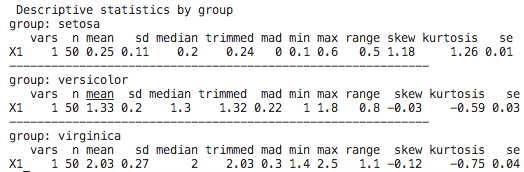 Descriptive statistics by group
group: setosa
vars n mean sd median trimmed mad min max range skew kurtosis se
X1 1 50 0.25 0.11 0.2 0.24 0 0.1 0.6 0.5 1.18 1.26 0.01
group: versicolor
vars n mean sd median trimmed mad min max range skew kurtosis se
X1 1 50 1.33 0.2 1.3 1.32 0.22 1 1.8 0.8 −0.03 −0.59 0.03
group: virginica
vars n mean sd median trimmed mad min max range skew kurtosis se
X1 1 50 2.03 0.27 2 2.03 0.3 1.4 2.5 1.1 −0.12 −0.75 0.04